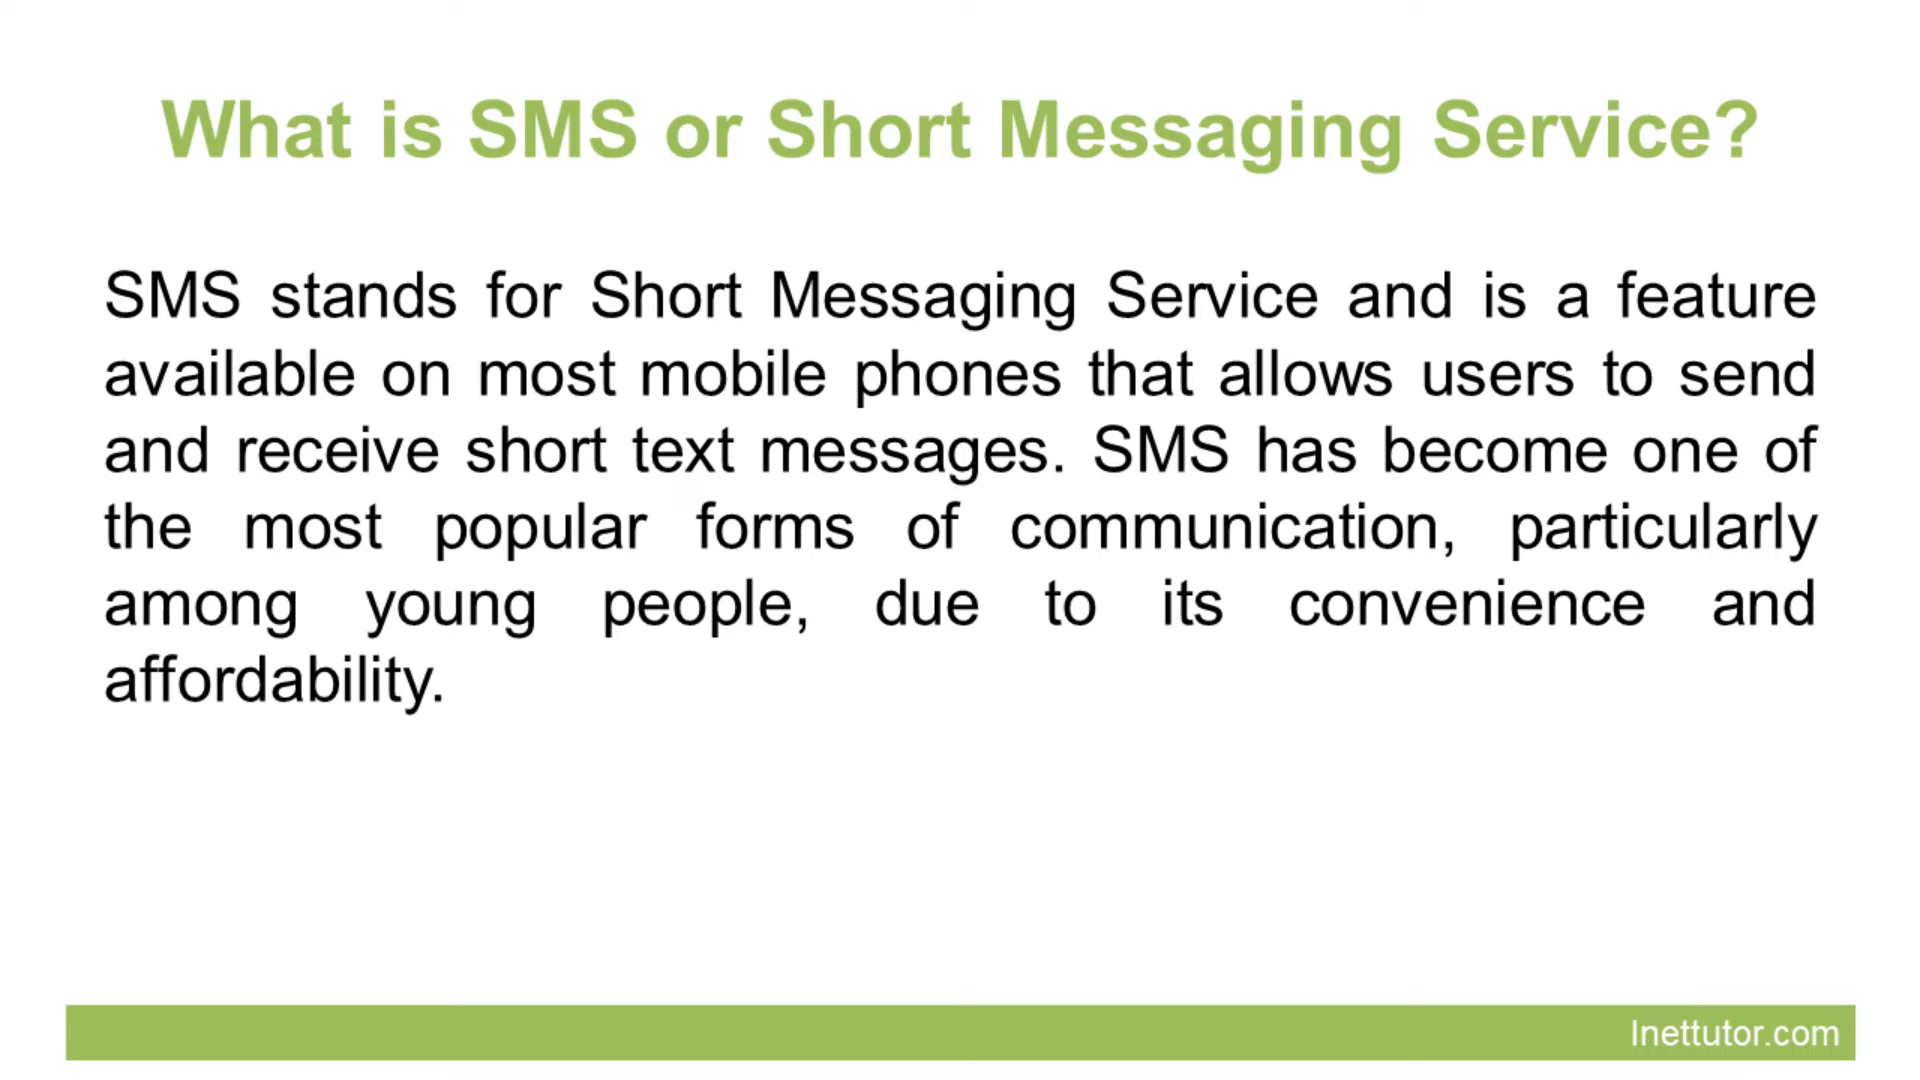 What is SMS or Short Messaging Service?
SMS stands for Short Messaging Service and is a feature
available on most mobile phones that allows users to send
and receive short text messages. SMS has become one of
the most popular forms of communication, particularly
among young people, due to its convenience and
affordability.
Inettutor.com